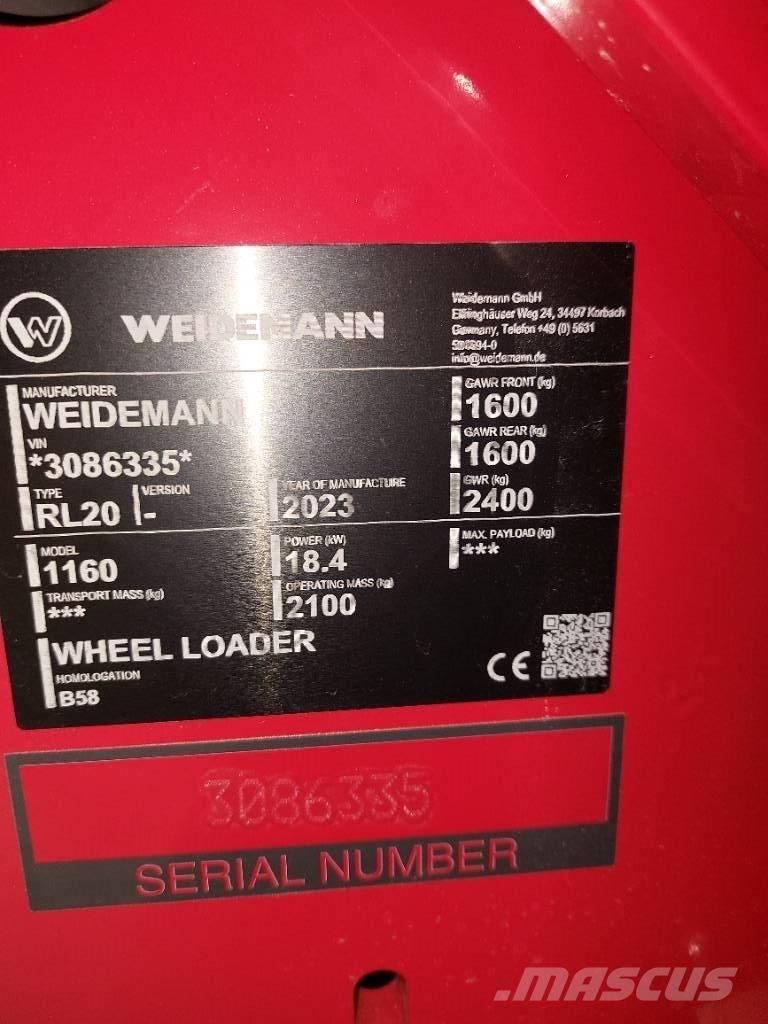 W WEIDEMANN
Weidemann GmbH
Elfringhäuser Weg 24, 34497 Korbach
Germany, Telefon +49 (0) 5631
-0
info@weidemann.de
MANUFACTURER
WEIDEMANN
VIN
*3086335*
TYPE
RL20
VERSION
-
YEAR OF MANUFACTURE
2023
GAWR FRONT (kg)
1600
GAWR REAR (kg)
1600
GWR (kg)
2400
MODEL
1160
POWER (kW)
18.4
MAX. PAYLOAD (kg)
***
TRANSPORT MASS (kg)
***
OPERATING MASS (kg)
2100
WHEEL LOADER
HOMOLOGATION
B58
CE
3086335
SERIAL NUMBER
MASCUS